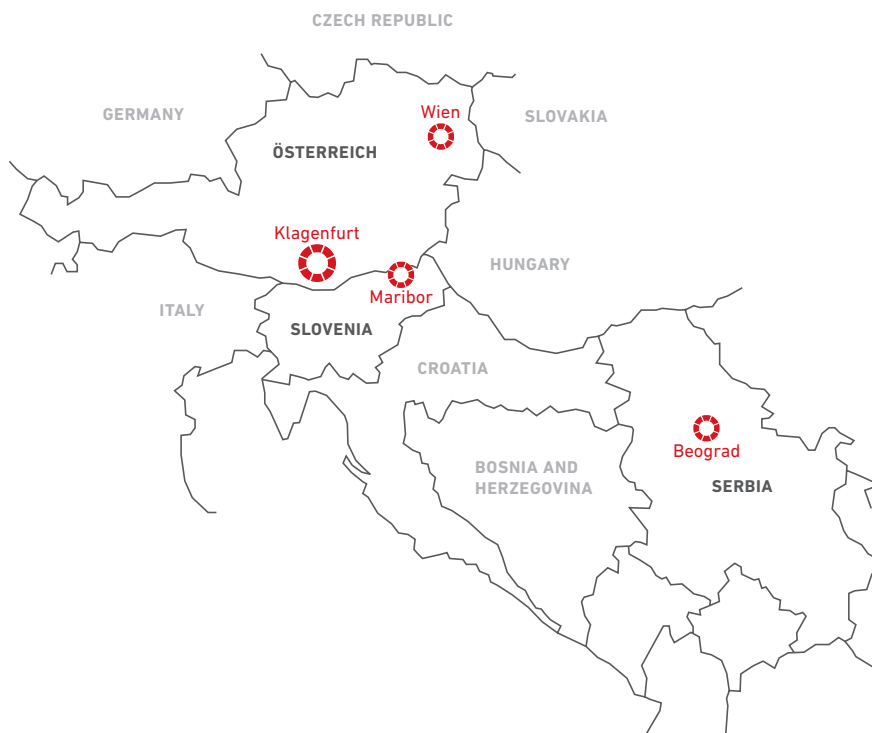 CZECH REPUBLIC
GERMANY
Wien
SLOVAKIA
ÖSTERREICH
Klagenfurt
HUNGARY
Maribor
ITALY
SLOVENIA
CROATIA
Beograd
BOSNIA AND
HERZEGOVINA
SERBIA